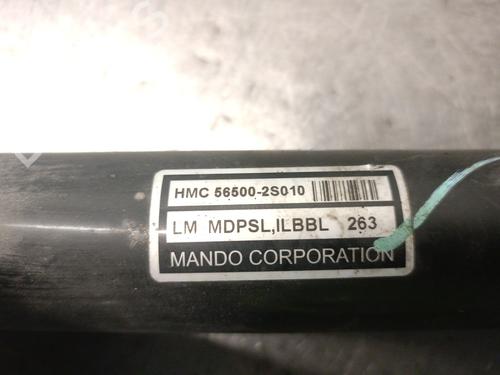 HMC 56500-2S010
LM MDPSL,ILBBL 263
MANDO CORPORATION